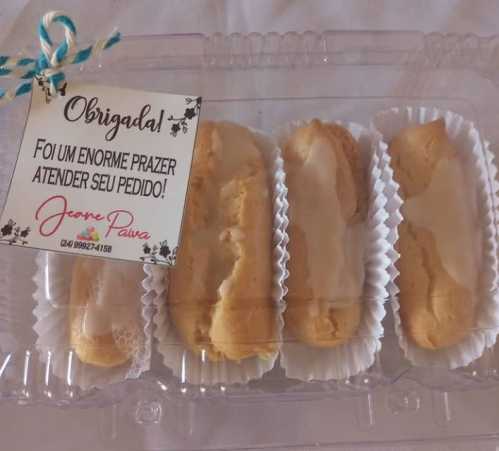 Obrigada!
FOI UM ENORME PRAZER
ATENDER SEU PEDIDO!
Jeane Paiva
(24) 99927-4158